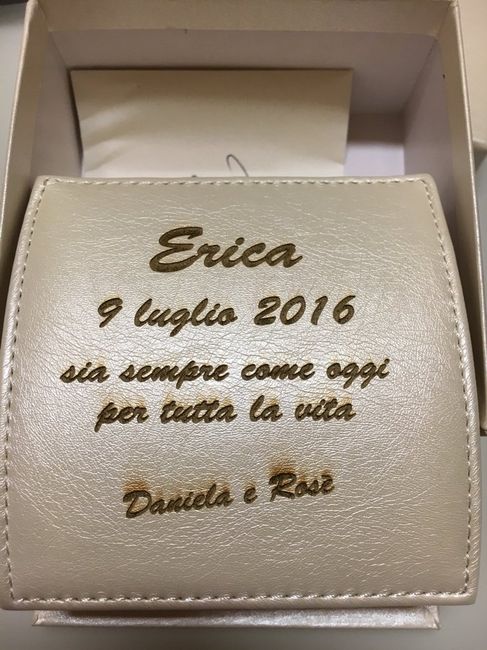 Erica
9 luglio 2016
sia sempre come oggi
per tutta la vita
Daniela e Rosè